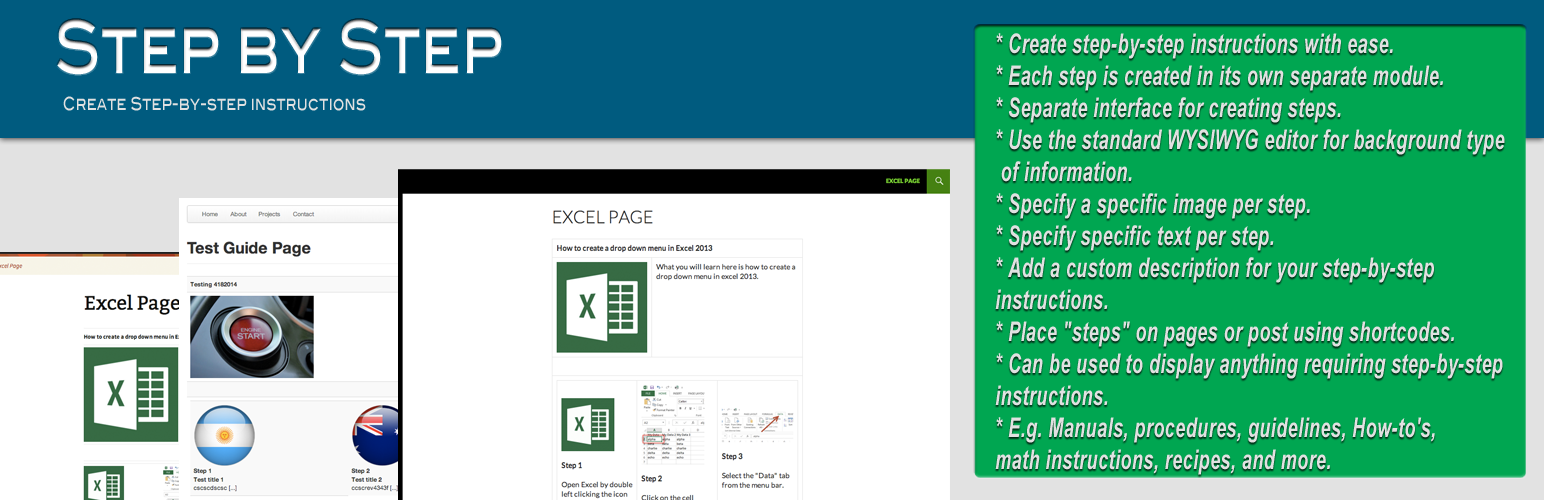 Step by Step
Create Step-by-step instructions
* Create step-by-step instructions with ease.
* Each step is created in its own separate module.
* Separate interface for creating steps.
* Use the standard WYSIWYG editor for background type
of information.
* Specify a specific image per step.
* Specify specific text per step.
* Add a custom description for your step-by-step
instructions.
* Place "steps" on pages or post using shortcodes.
* Can be used to display anything requiring step-by-step
instructions.
* E.g. Manuals, procedures, guidelines, How-to's,
math instructions, recipes, and more.
xcel Page
Excel Page
How to create a drop down menu in E
X
Home About Projects Contact
Test Guide Page
Testing 4182014
ENGINE
START
Step 1
Test title 1
cscscdscsc [...]
Step 2
Test title 2
ccscrev4343f [...]
EXCEL PAGE
EXCEL PAGE
How to create a drop down menu in Excel 2013
X
What you will learn here is how to create a
drop down menu in excel 2013.
X
Step 1
Open Excel by double
left clicking the icon
Step 2
Click on the cell
Step 3
Select the "Data" tab
from the menu bar.